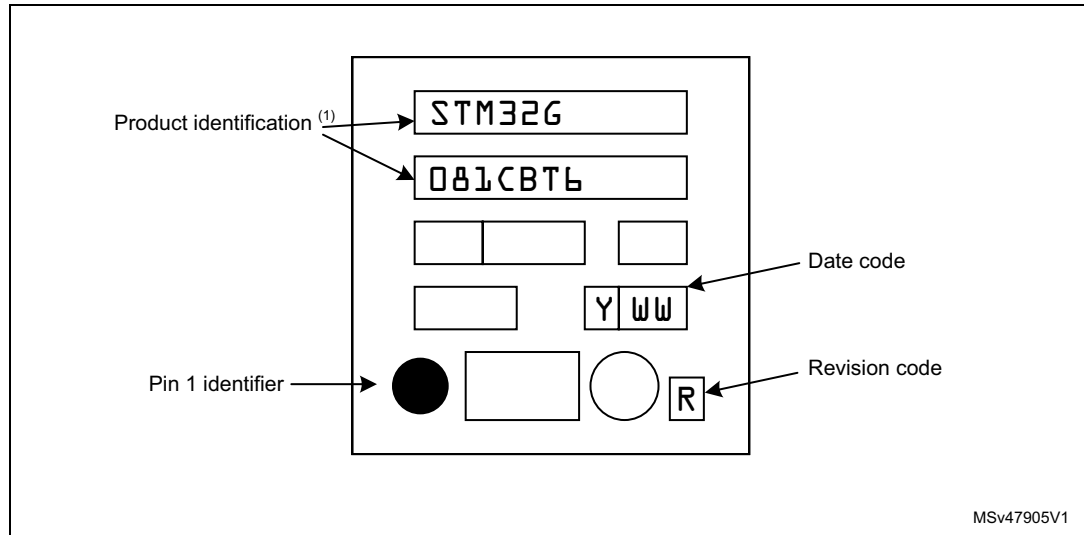 STM32G
Product identification (1)
081CBT6
Date code
Y WW
Pin 1 identifier
Revision code
R
MSv47905V1